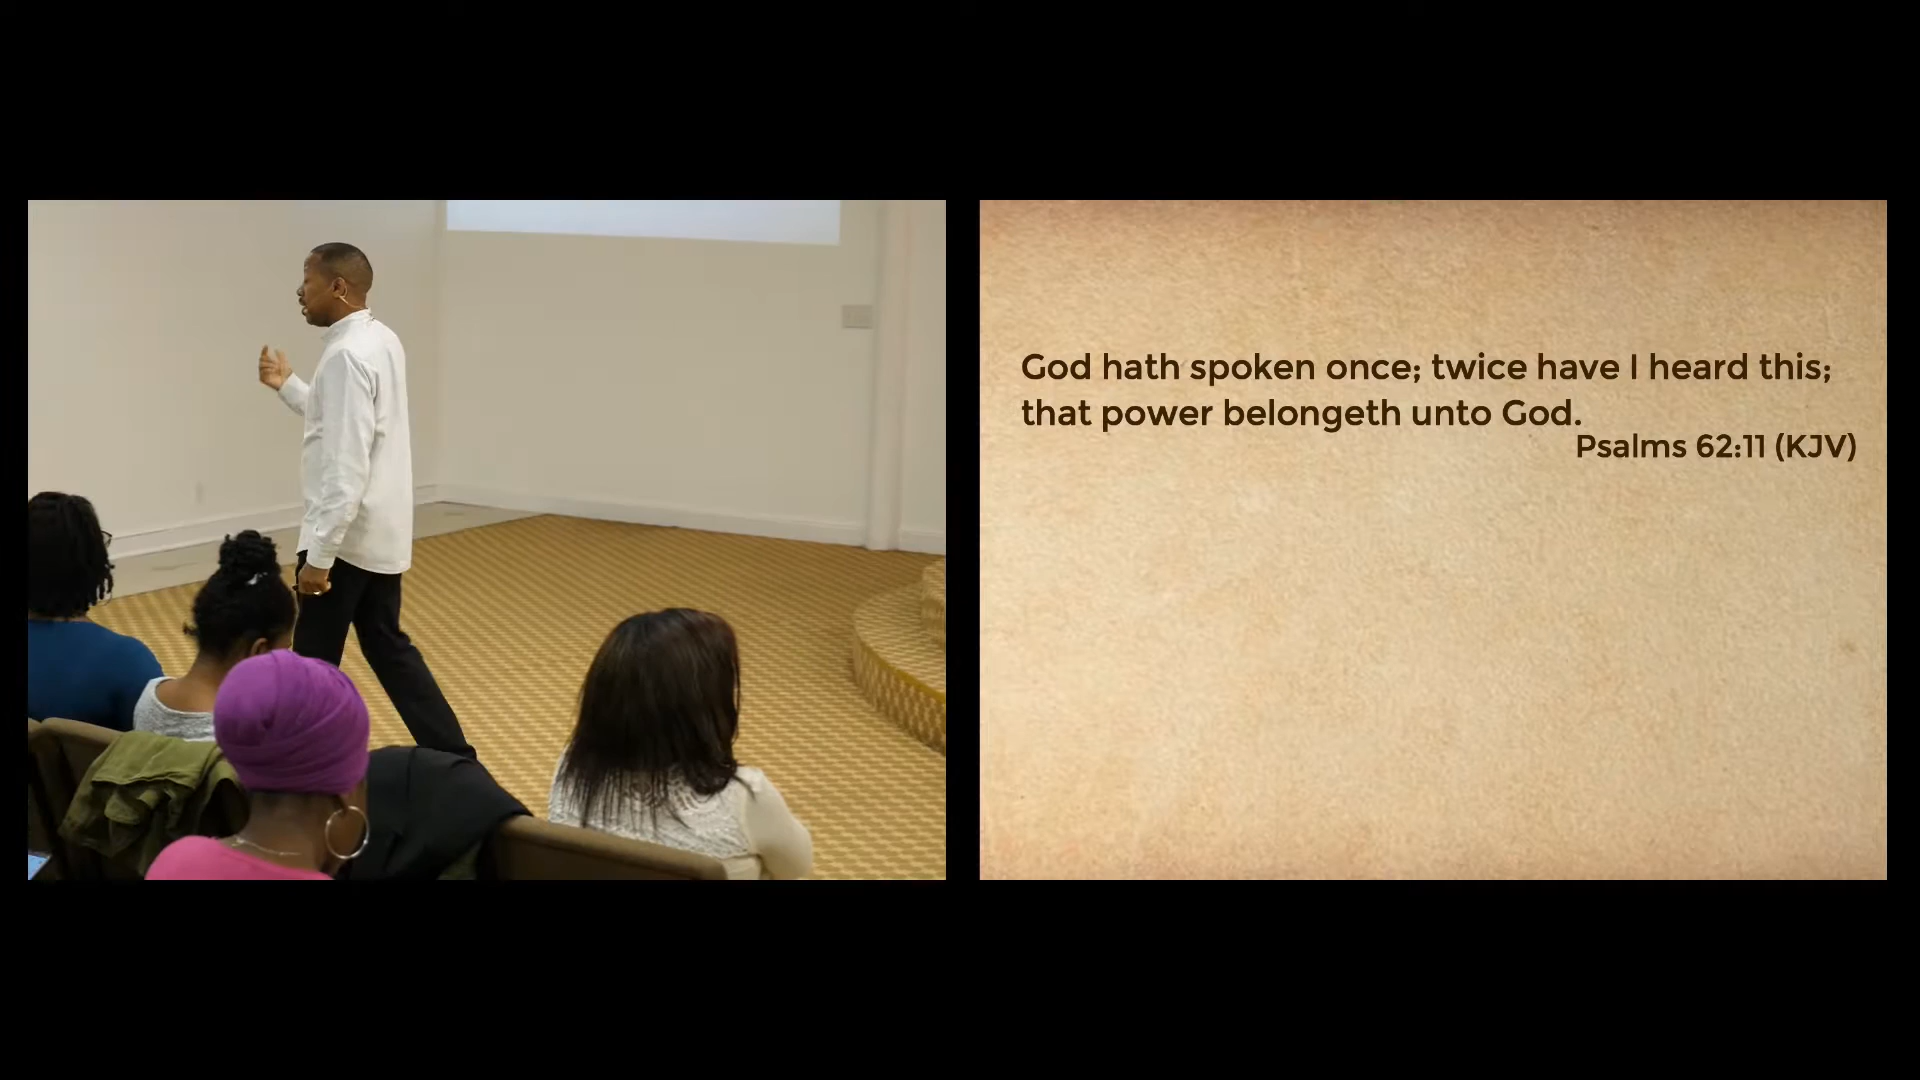 God hath spoken once; twice have I heard this;
that power belongeth unto God.
Psalms 62:11 (KJV)